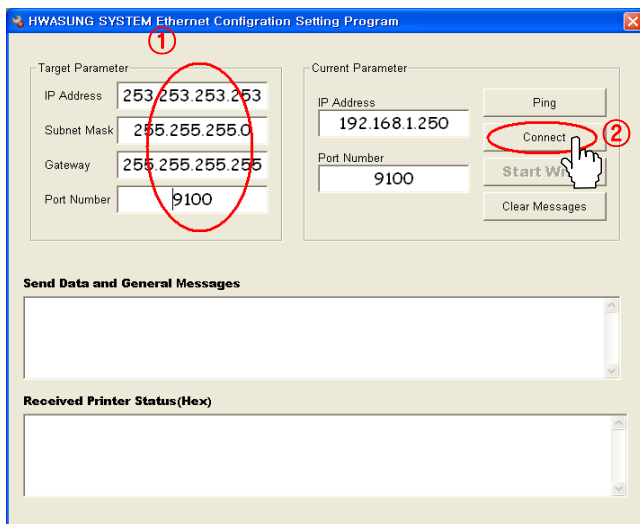 HWASUNG SYSTEM Ethernet Configration Setting Program
①
Target Parameter
IP Address 253.253.253.253
Subnet Mask 255.255.255.0
Gateway 255.255.255.255
Port Number 9100
Current Parameter
IP Address
192.168.1.250
Port Number
9100
Ping
Connect ②
Start
Clear Messages
Send Data and General Messages
Received Printer Status(Hex)